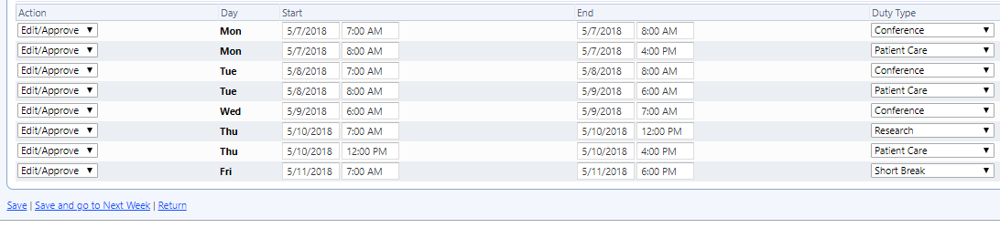 Action Day Start End Duty Type
Edit/Approve Mon 5/7/2018 7:00 AM 5/7/2018 8:00 AM Conference
Edit/Approve Mon 5/7/2018 8:00 AM 5/7/2018 4:00 PM Patient Care
Edit/Approve Tue 5/8/2018 7:00 AM 5/8/2018 8:00 AM Conference
Edit/Approve Tue 5/8/2018 8:00 AM 5/9/2018 6:00 AM Patient Care
Edit/Approve Wed 5/9/2018 6:00 AM 5/9/2018 7:00 AM Conference
Edit/Approve Thu 5/10/2018 7:00 AM 5/10/2018 12:00 PM Research
Edit/Approve Thu 5/10/2018 12:00 PM 5/10/2018 4:00 PM Patient Care
Edit/Approve Fri 5/11/2018 7:00 AM 5/11/2018 6:00 PM Short Break
Save | Save and go to Next Week | Return